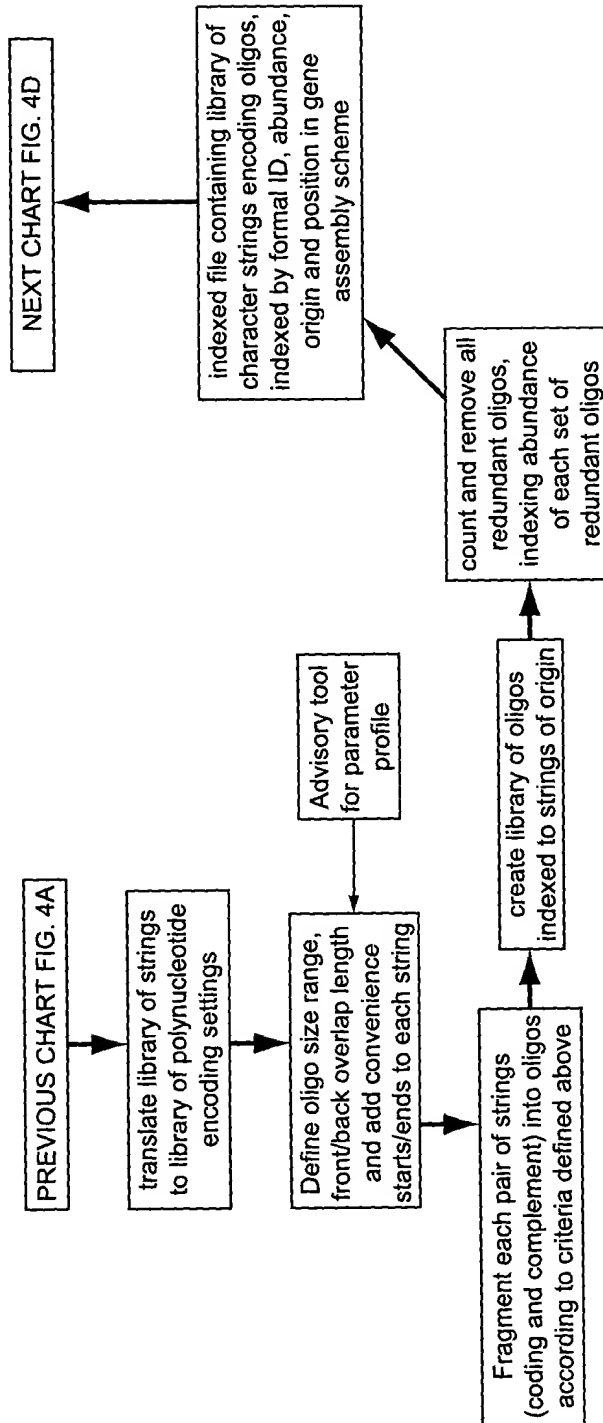 PREVIOUS CHART FIG. 4A
translate library of strings
to library of polynucleotide
encoding settings
Define oligo size range,
front/back overlap length
and add convenience
starts/ends to each string
Advisory tool
for parameter
profile
Fragment each pair of strings
(coding and complement) into oligos
according to criteria defined above
create library of oligos
indexed to strings of origin
count and remove all
redundant oligos,
indexing abundance
of each set of
redundant oligos
indexed file containing library of
character strings encoding oligos,
indexed by formal ID, abundance,
origin and position in gene
assembly scheme
NEXT CHART FIG. 4D